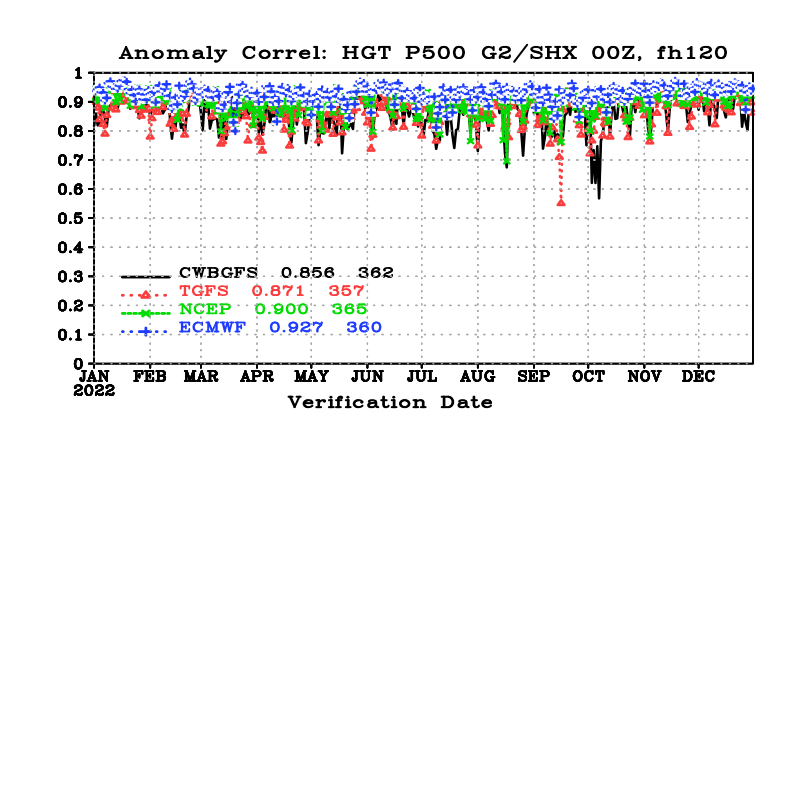 Anomaly Correl: HGT P500 G2/SHX 00Z, fh120
1
0.9
0.8
0.7
0.6
0.5
0.4
0.3
0.2
0.1
0
CWBGFS 0.856 362
TGFS 0.871 357
NCEP 0.900 365
ECMWF 0.927 360
JAN FEB MAR APR MAY JUN JUL AUG SEP OCT NOV DEC
2022
Verification Date